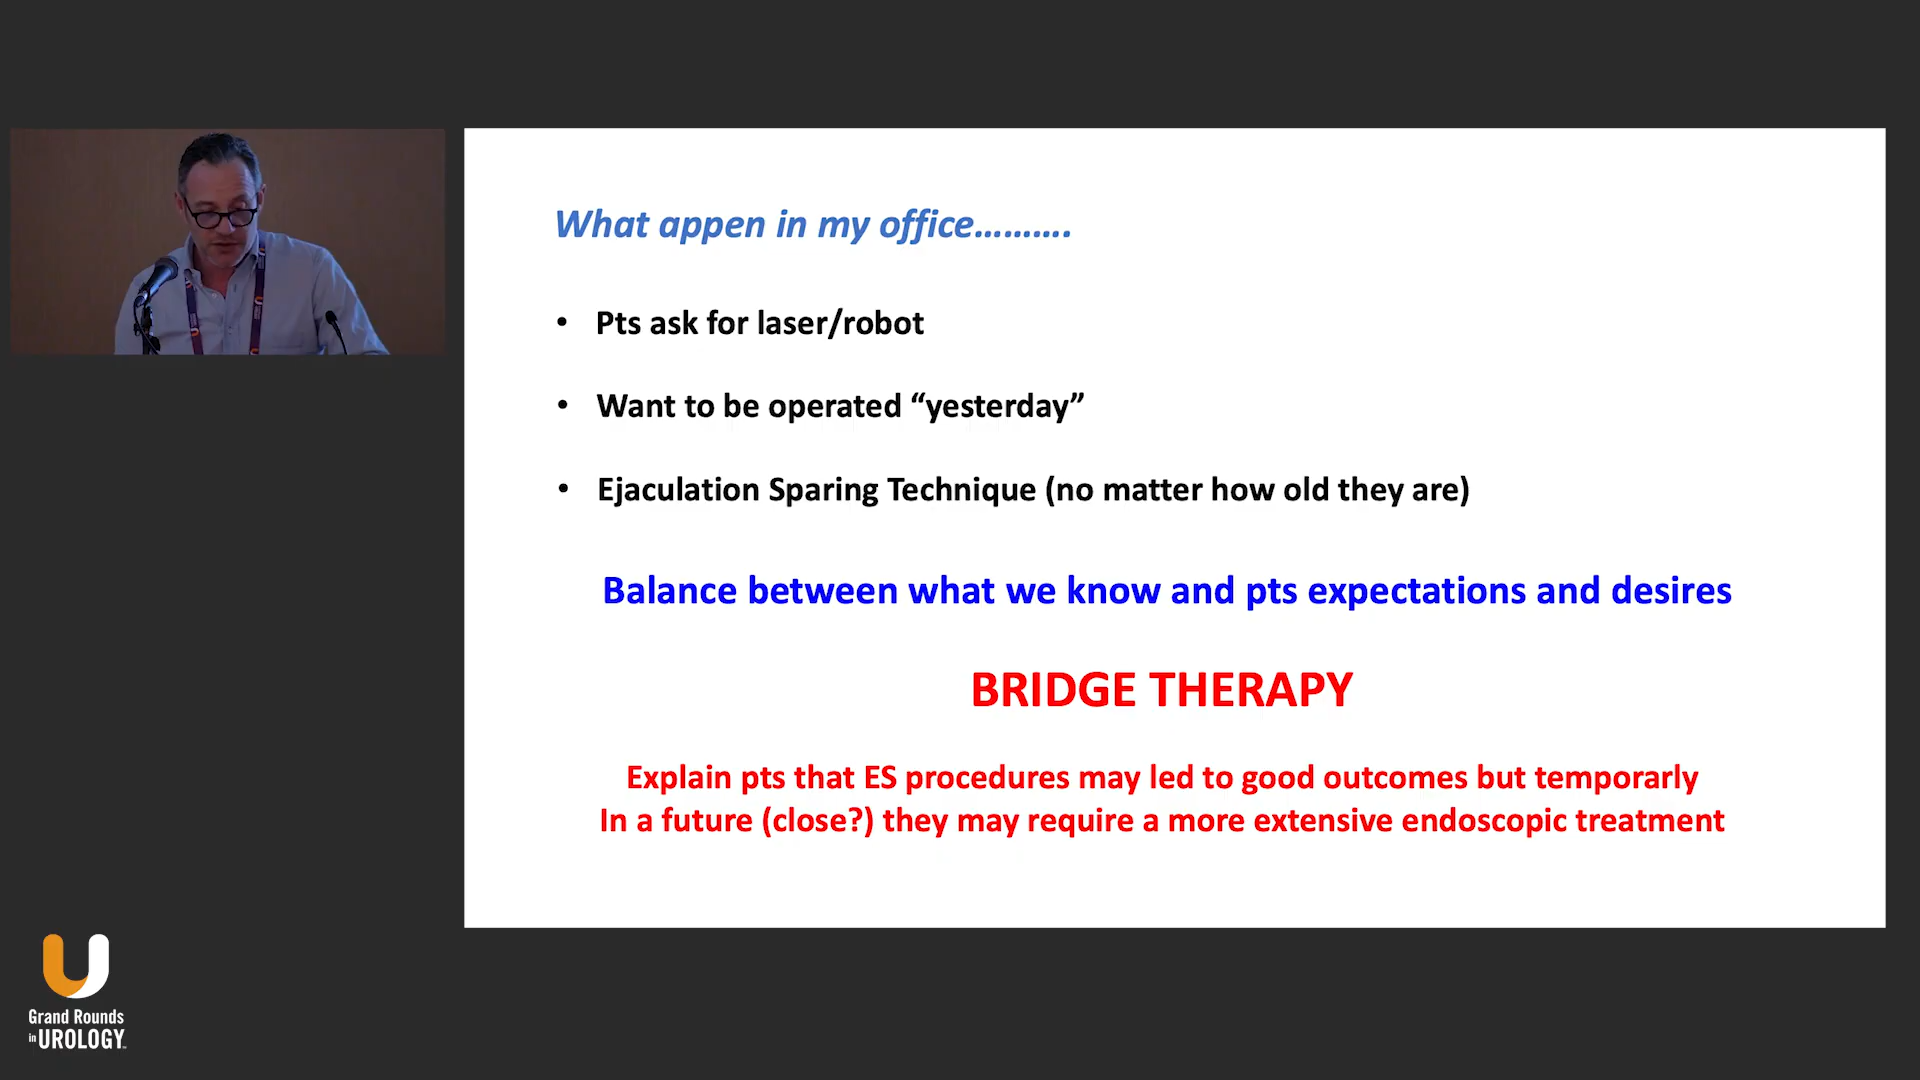 What appen in my office..........
• Pts ask for laser/robot
• Want to be operated “yesterday”
• Ejaculation Sparing Technique (no matter how old they are)
Balance between what we know and pts expectations and desires
BRIDGE THERAPY
Explain pts that ES procedures may led to good outcomes but temporarly
In a future (close?) they may require a more extensive endoscopic treatment
Grand Rounds
in UROLOGY